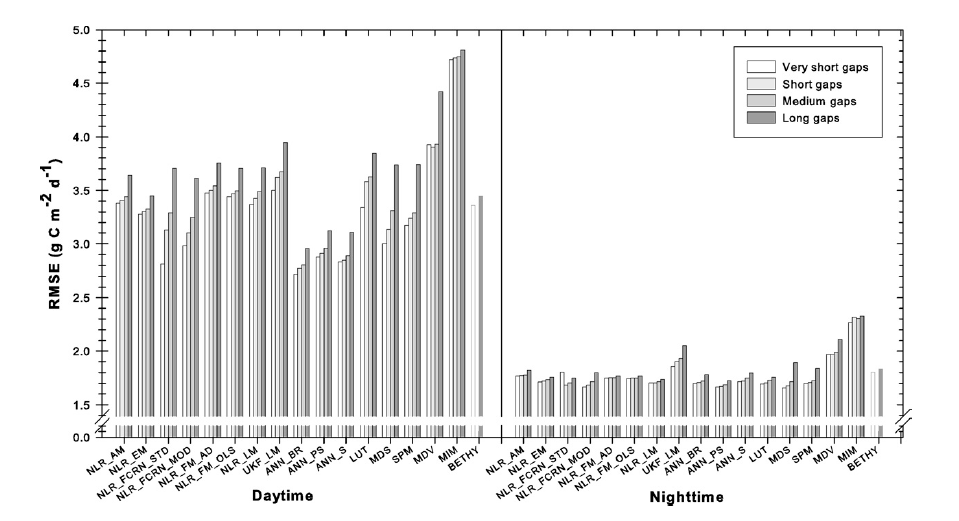 RMSE (g C m-2 d-1)
5.0
4.5
4.0
3.5
3.0
2.5
2.0
1.5
0.0
Very short gaps
Short gaps
Medium gaps
Long gaps
NLR_AM
NLR_EM
NLR_FCRN_STD
NLR_FCRN_MOD
NLR_FM_AD
NLR_FM_OLS
NLR_LM
UKF_LM
ANN_BR
ANN_PS
ANN_S
LUT
MDS
SPM
MDV
MIM
BETHY
NLR_AM
NLR_EM
NLR_FCRN_STD
NLR_FCRN_MOD
NLR_FM_AD
NLR_FM_OLS
NLR_LM
UKF_LM
ANN_BR
ANN_PS
ANN_S
LUT
MDS
SPM
MDV
MIM
BETHY
Daytime
Nighttime